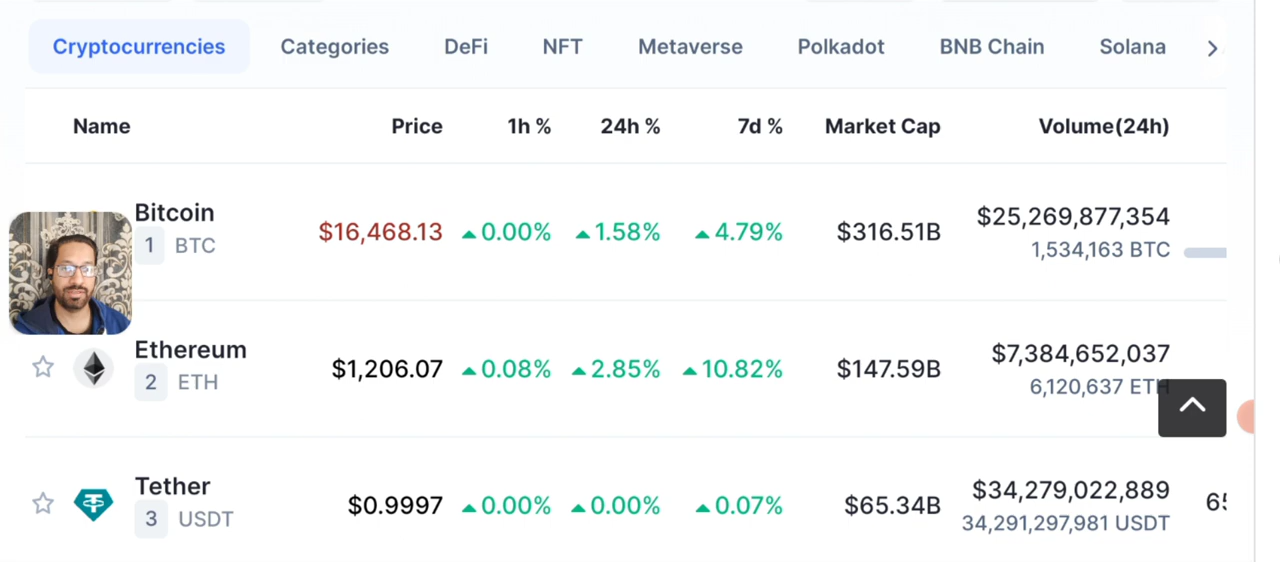 Cryptocurrencies Categories DeFi NFT Metaverse Polkadot BNB Chain Solana
Name Price 1h % 24h % 7d % Market Cap Volume(24h)
Bitcoin
1 BTC
$16,468.13 0.00% 1.58% 4.79% $316.51B $25,269,877,354
1,534,163 BTC
Ethereum
2 ETH
$1,206.07 0.08% 2.85% 10.82% $147.59B $7,384,652,037
6,120,637 ETH
Tether
3 USDT
$0.9997 0.00% 0.00% 0.07% $65.34B $34,279,022,889
34,291,297,981 USDT